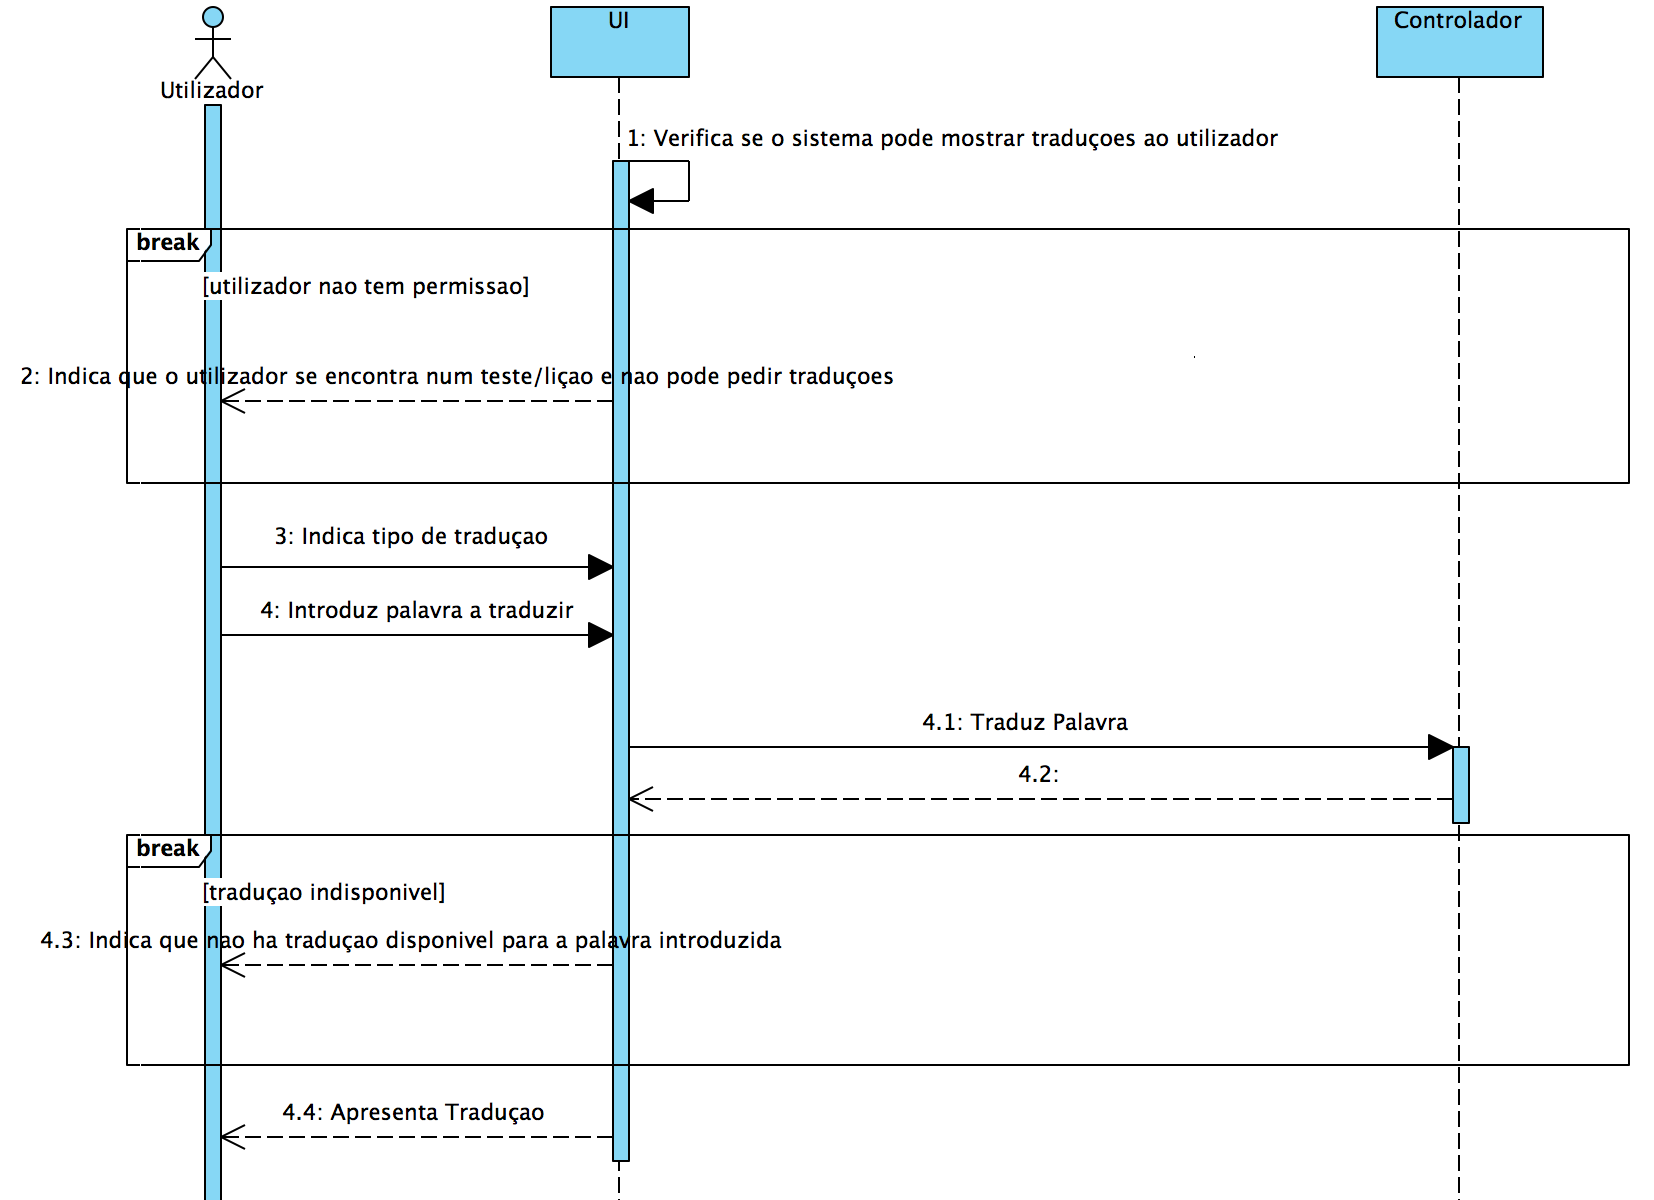 Utilizador
UI
Controlador
1: Verifica se o sistema pode mostrar traduçoes ao utilizador
break
[utilizador nao tem permissao]
2: Indica que o utilizador se encontra num teste/liçao e nao pode pedir traduçoes
3: Indica tipo de traduçao
4: Introduz palavra a traduzir
4.1: Traduz Palavra
4.2:
break
[traduçao indisponivel]
4.3: Indica que nao ha traduçao disponivel para a palavra introduzida
4.4: Apresenta Traduçao